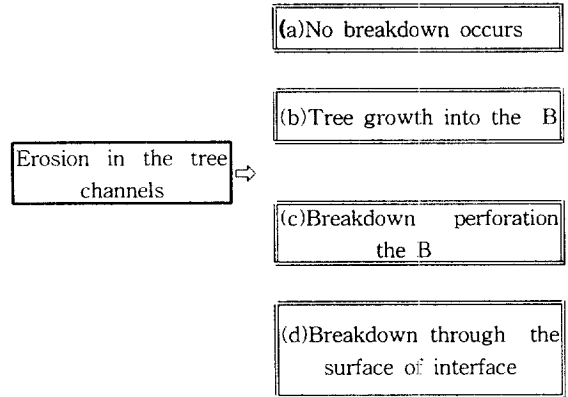 (a)No breakdown occurs
(b)Tree growth into the B
Erosion in the tree
channels
(c)Breakdown perforation
the B
(d)Breakdown through the
surface of interface